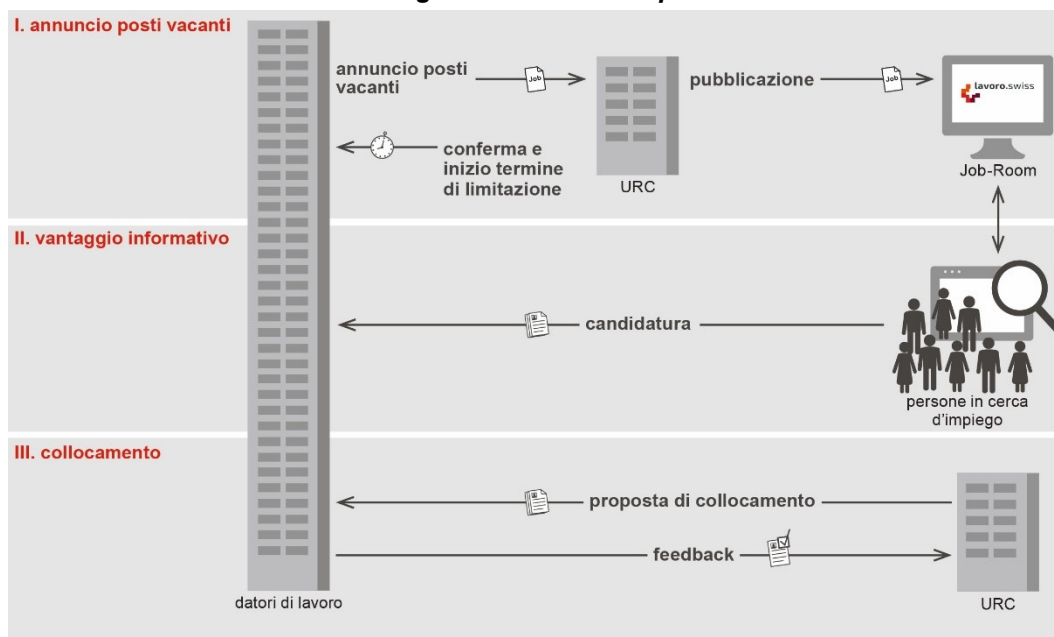 I. annuncio posti vacanti
annuncio posti
vacanti
Job
pubblicazione
Job
lavoro.swiss
conferma e
inizio termine
di limitazione
URC
Job-Room
II. vantaggio informativo
candidatura
persone in cerca
d'impiego
III. collocamento
proposta di collocamento
feedback
datori di lavoro
URC